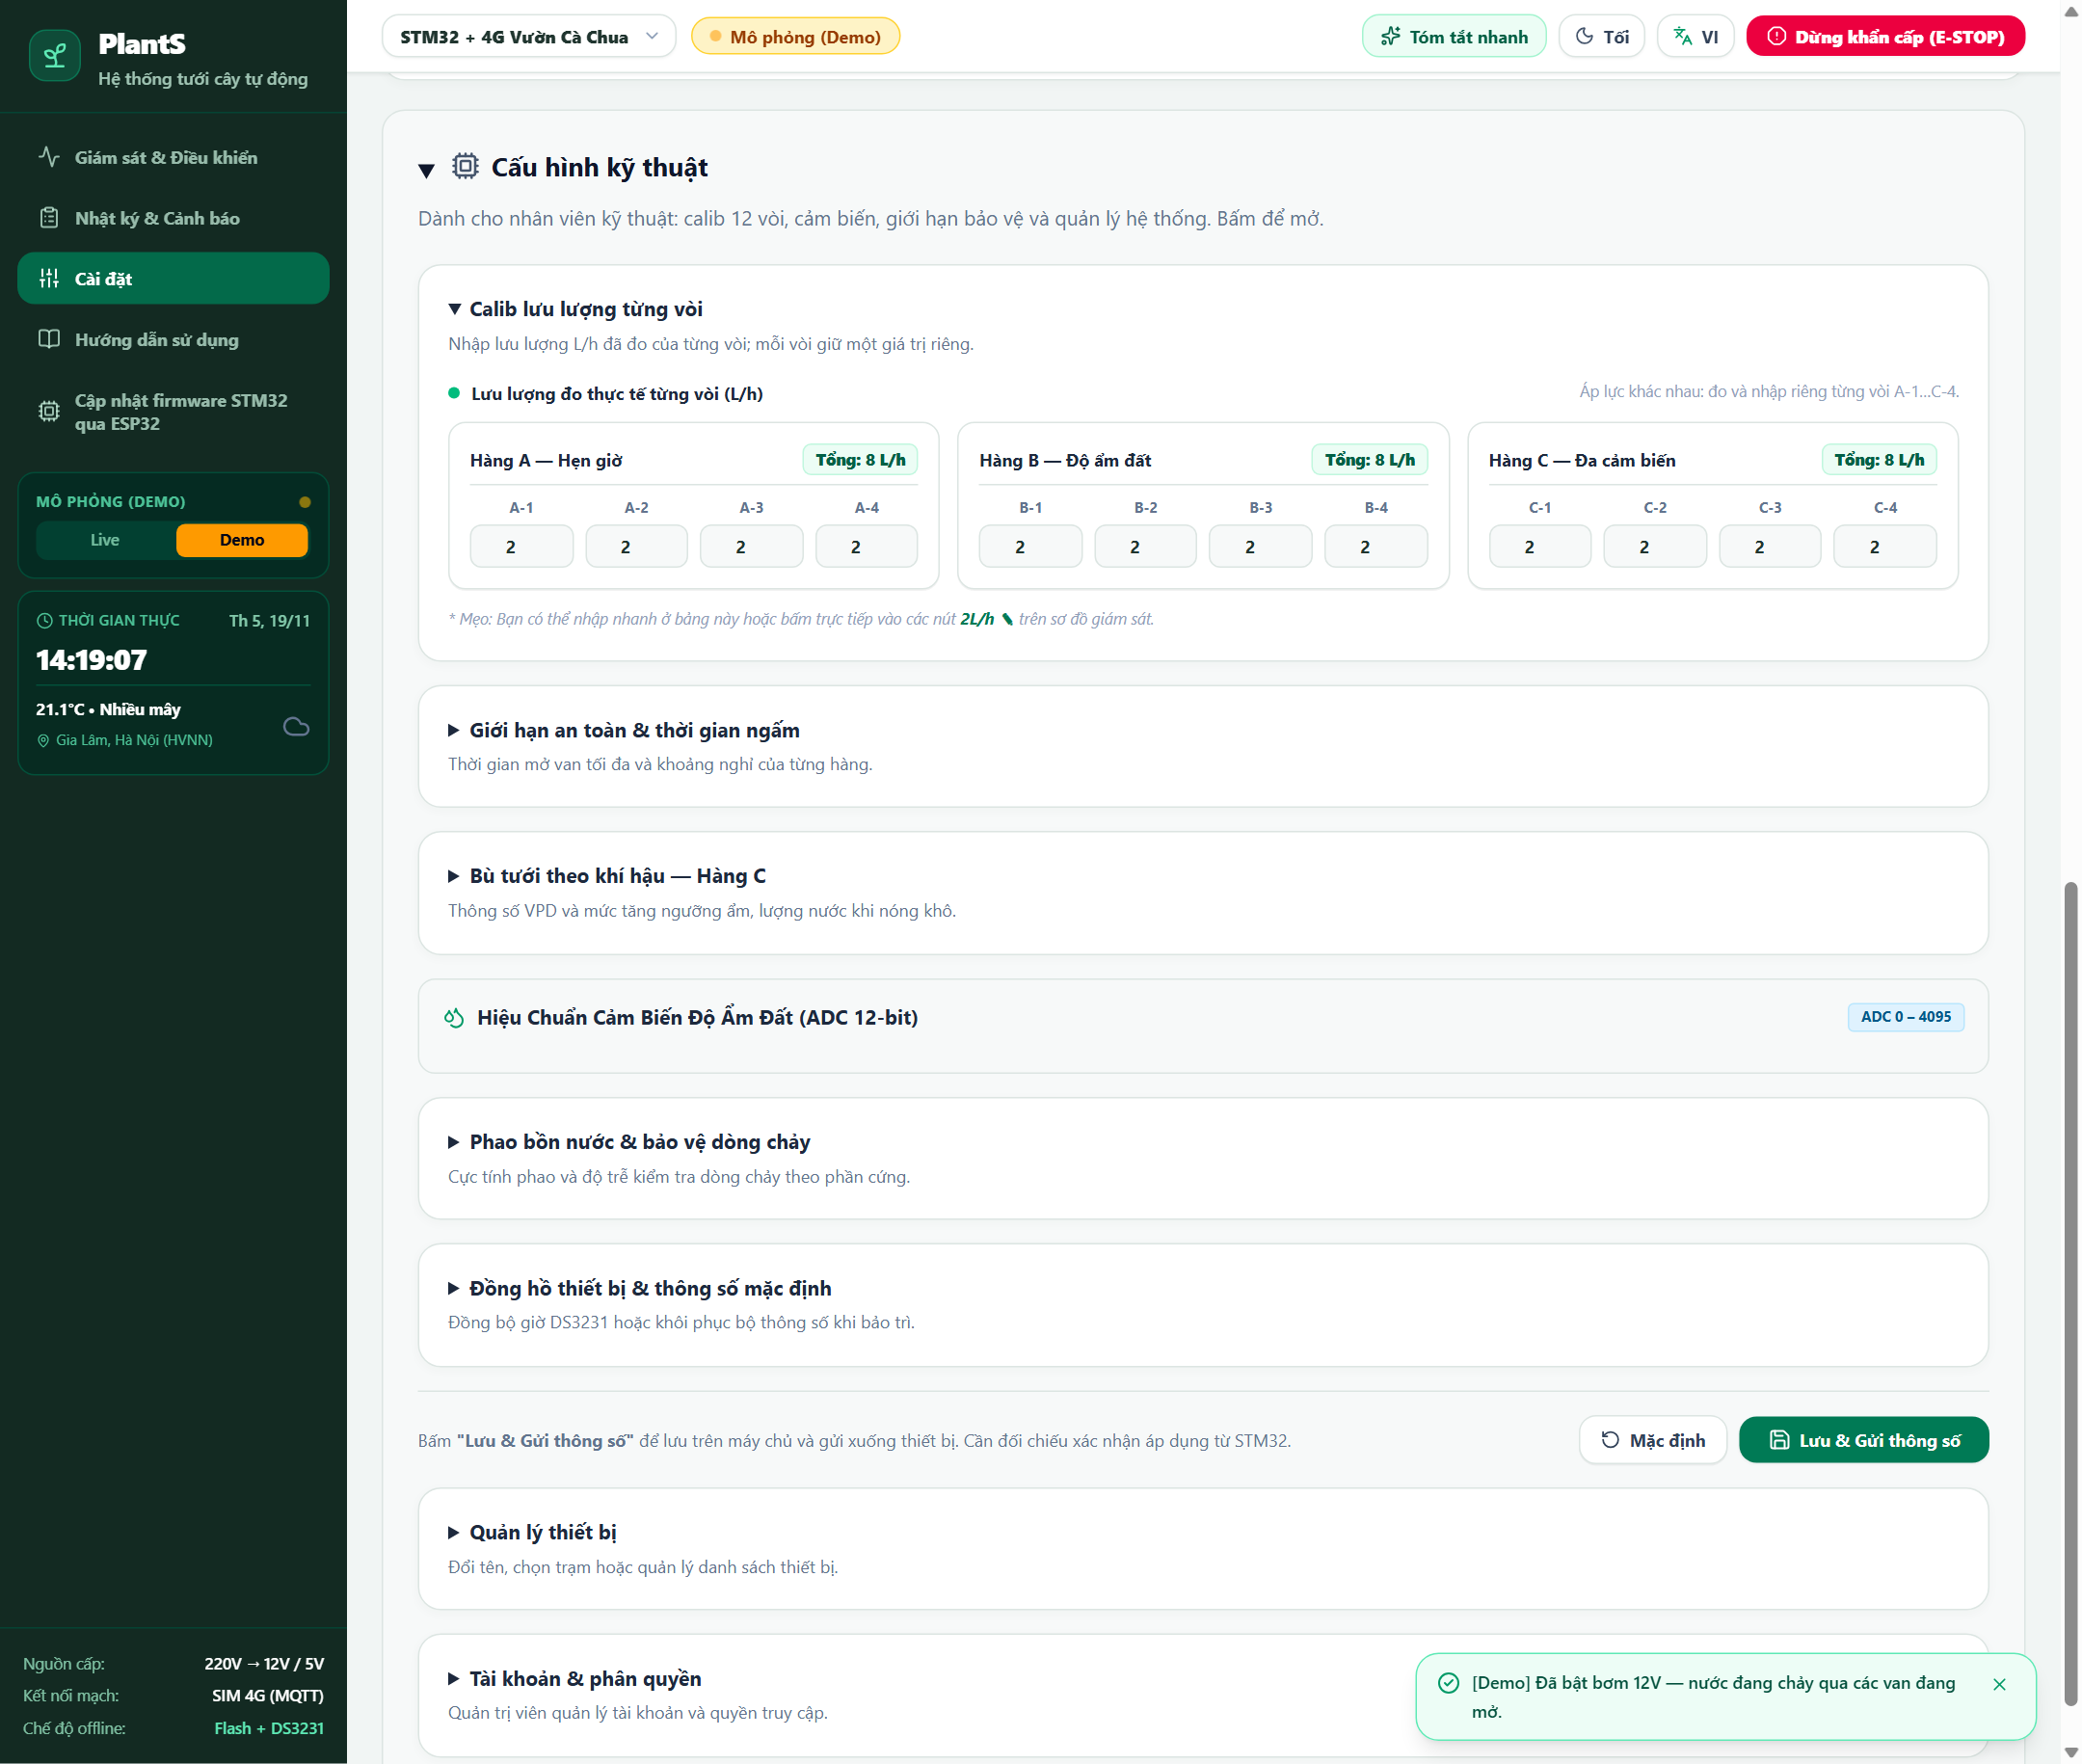 PlantS
Hệ thống tưới cây tự động
Giám sát & Điều khiển
Nhật ký & Cảnh báo
Cài đặt
Hướng dẫn sử dụng
Cập nhật firmware STM32
qua ESP32
MÔ PHỎNG (DEMO)
Live
Demo
THỜI GIAN THỰC
Th 5, 19/11
14:19:07
21.1°C • Nhiều mây
Gia Lâm, Hà Nội (HVNN)
Nguồn cấp:
220V → 12V / 5V
Kết nối mạch:
SIM 4G (MQTT)
Chế độ offline:
Flash + DS3231
STM32 + 4G Vườn Cà Chua
Mô phỏng (Demo)
Tóm tắt nhanh
Tối
VI
Dừng khẩn cấp (E-STOP)
Cấu hình kỹ thuật
Dành cho nhân viên kỹ thuật: calib 12 vòi, cảm biến, giới hạn bảo vệ và quản lý hệ thống. Bấm để mở.
Calib lưu lượng từng vòi
Nhập lưu lượng L/h đã đo của từng vòi; mỗi vòi giữ một giá trị riêng.
Lưu lượng đo thực tế từng vòi (L/h)
Áp lực khác nhau: đo và nhập riêng từng vòi A-1...C-4.
Hàng A — Hẹn giờ
Tổng: 8 L/h
A-1
A-2
A-3
A-4
2
2
2
2
Hàng B — Độ ẩm đất
Tổng: 8 L/h
B-1
B-2
B-3
B-4
2
2
2
2
Hàng C — Đa cảm biến
Tổng: 8 L/h
C-1
C-2
C-3
C-4
2
2
2
2
* Mẹo: Bạn có thể nhập nhanh ở bảng này hoặc bấm trực tiếp vào các nút 2L/h ✎ trên sơ đồ giám sát.
Giới hạn an toàn & thời gian ngấm
Thời gian mở van tối đa và khoảng nghỉ của từng hàng.
Bù tưới theo khí hậu — Hàng C
Thông số VPD và mức tăng ngưỡng ẩm, lượng nước khi nóng khô.
Hiệu Chuẩn Cảm Biến Độ Ẩm Đất (ADC 12-bit)
ADC 0 – 4095
Phao bồn nước & bảo vệ dòng chảy
Cực tính phao và độ trễ kiểm tra dòng chảy theo phần cứng.
Đồng hồ thiết bị & thông số mặc định
Đồng bộ giờ DS3231 hoặc khôi phục bộ thông số khi bảo trì.
Bấm "Lưu & Gửi thông số" để lưu trên máy chủ và gửi xuống thiết bị. Cần đối chiếu xác nhận áp dụng từ STM32.
Mặc định
Lưu & Gửi thông số
Quản lý thiết bị
Đổi tên, chọn trạm hoặc quản lý danh sách thiết bị.
Tài khoản & phân quyền
Quản trị viên quản lý tài khoản và quyền truy cập.
[Demo] Đã bật bơm 12V — nước đang chảy qua các van đang
mở.